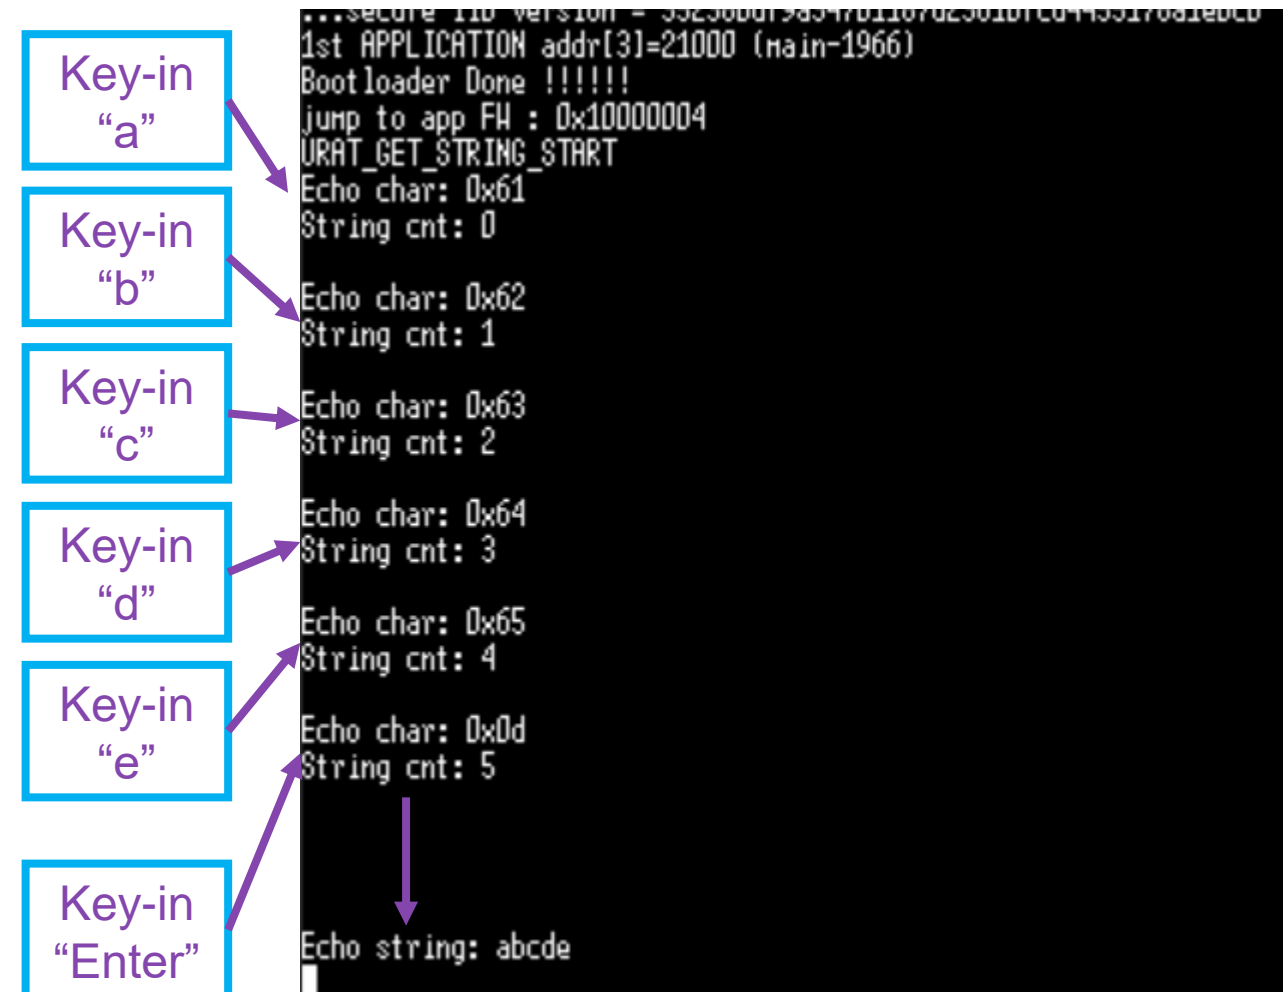 ...secure lib version =
1st APPLICATION addr[3]=21000 (main-1966)
Bootloader Done !!!!!!
jump to app FW : 0x10000004
URAT_GET_STRING_START
Echo char: 0x61
String cnt: 0
Echo char: 0x62
String cnt: 1
Echo char: 0x63
String cnt: 2
Echo char: 0x64
String cnt: 3
Echo char: 0x65
String cnt: 4
Echo char: 0x0d
String cnt: 5
Echo string: abcde
Key-in
“a”
Key-in
“b”
Key-in
“c”
Key-in
“d”
Key-in
“e”
Key-in
“Enter”